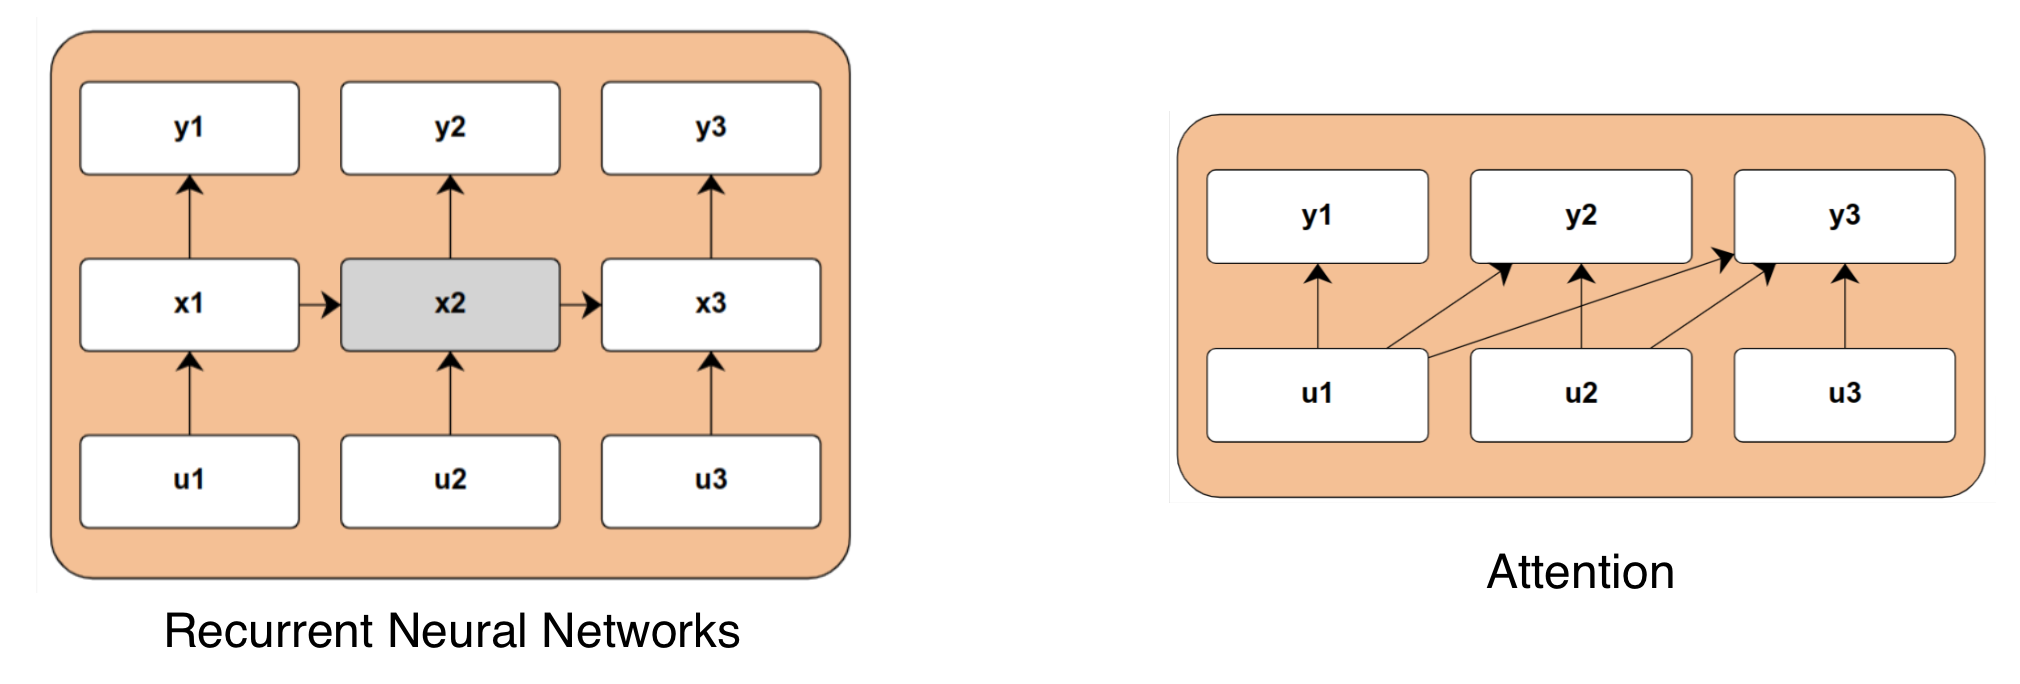 y1 y2 y3
x1 x2 x3
u1 u2 u3
Recurrent Neural Networks
y1 y2 y3
u1 u2 u3
Attention